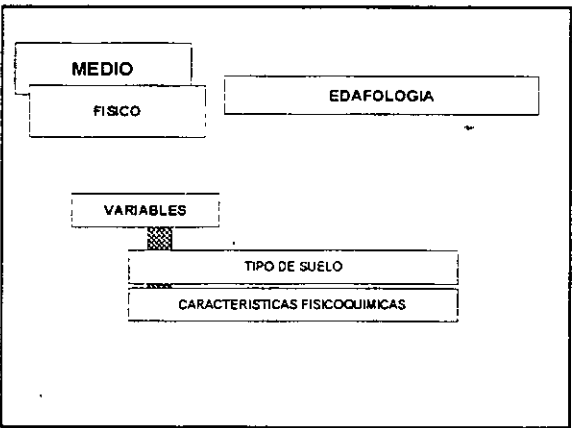 MEDIO
FISICO
EDAFOLOGIA
VARIABLES
TIPO DE SUELO
CARACTERISTICAS FISICOQUIMICAS